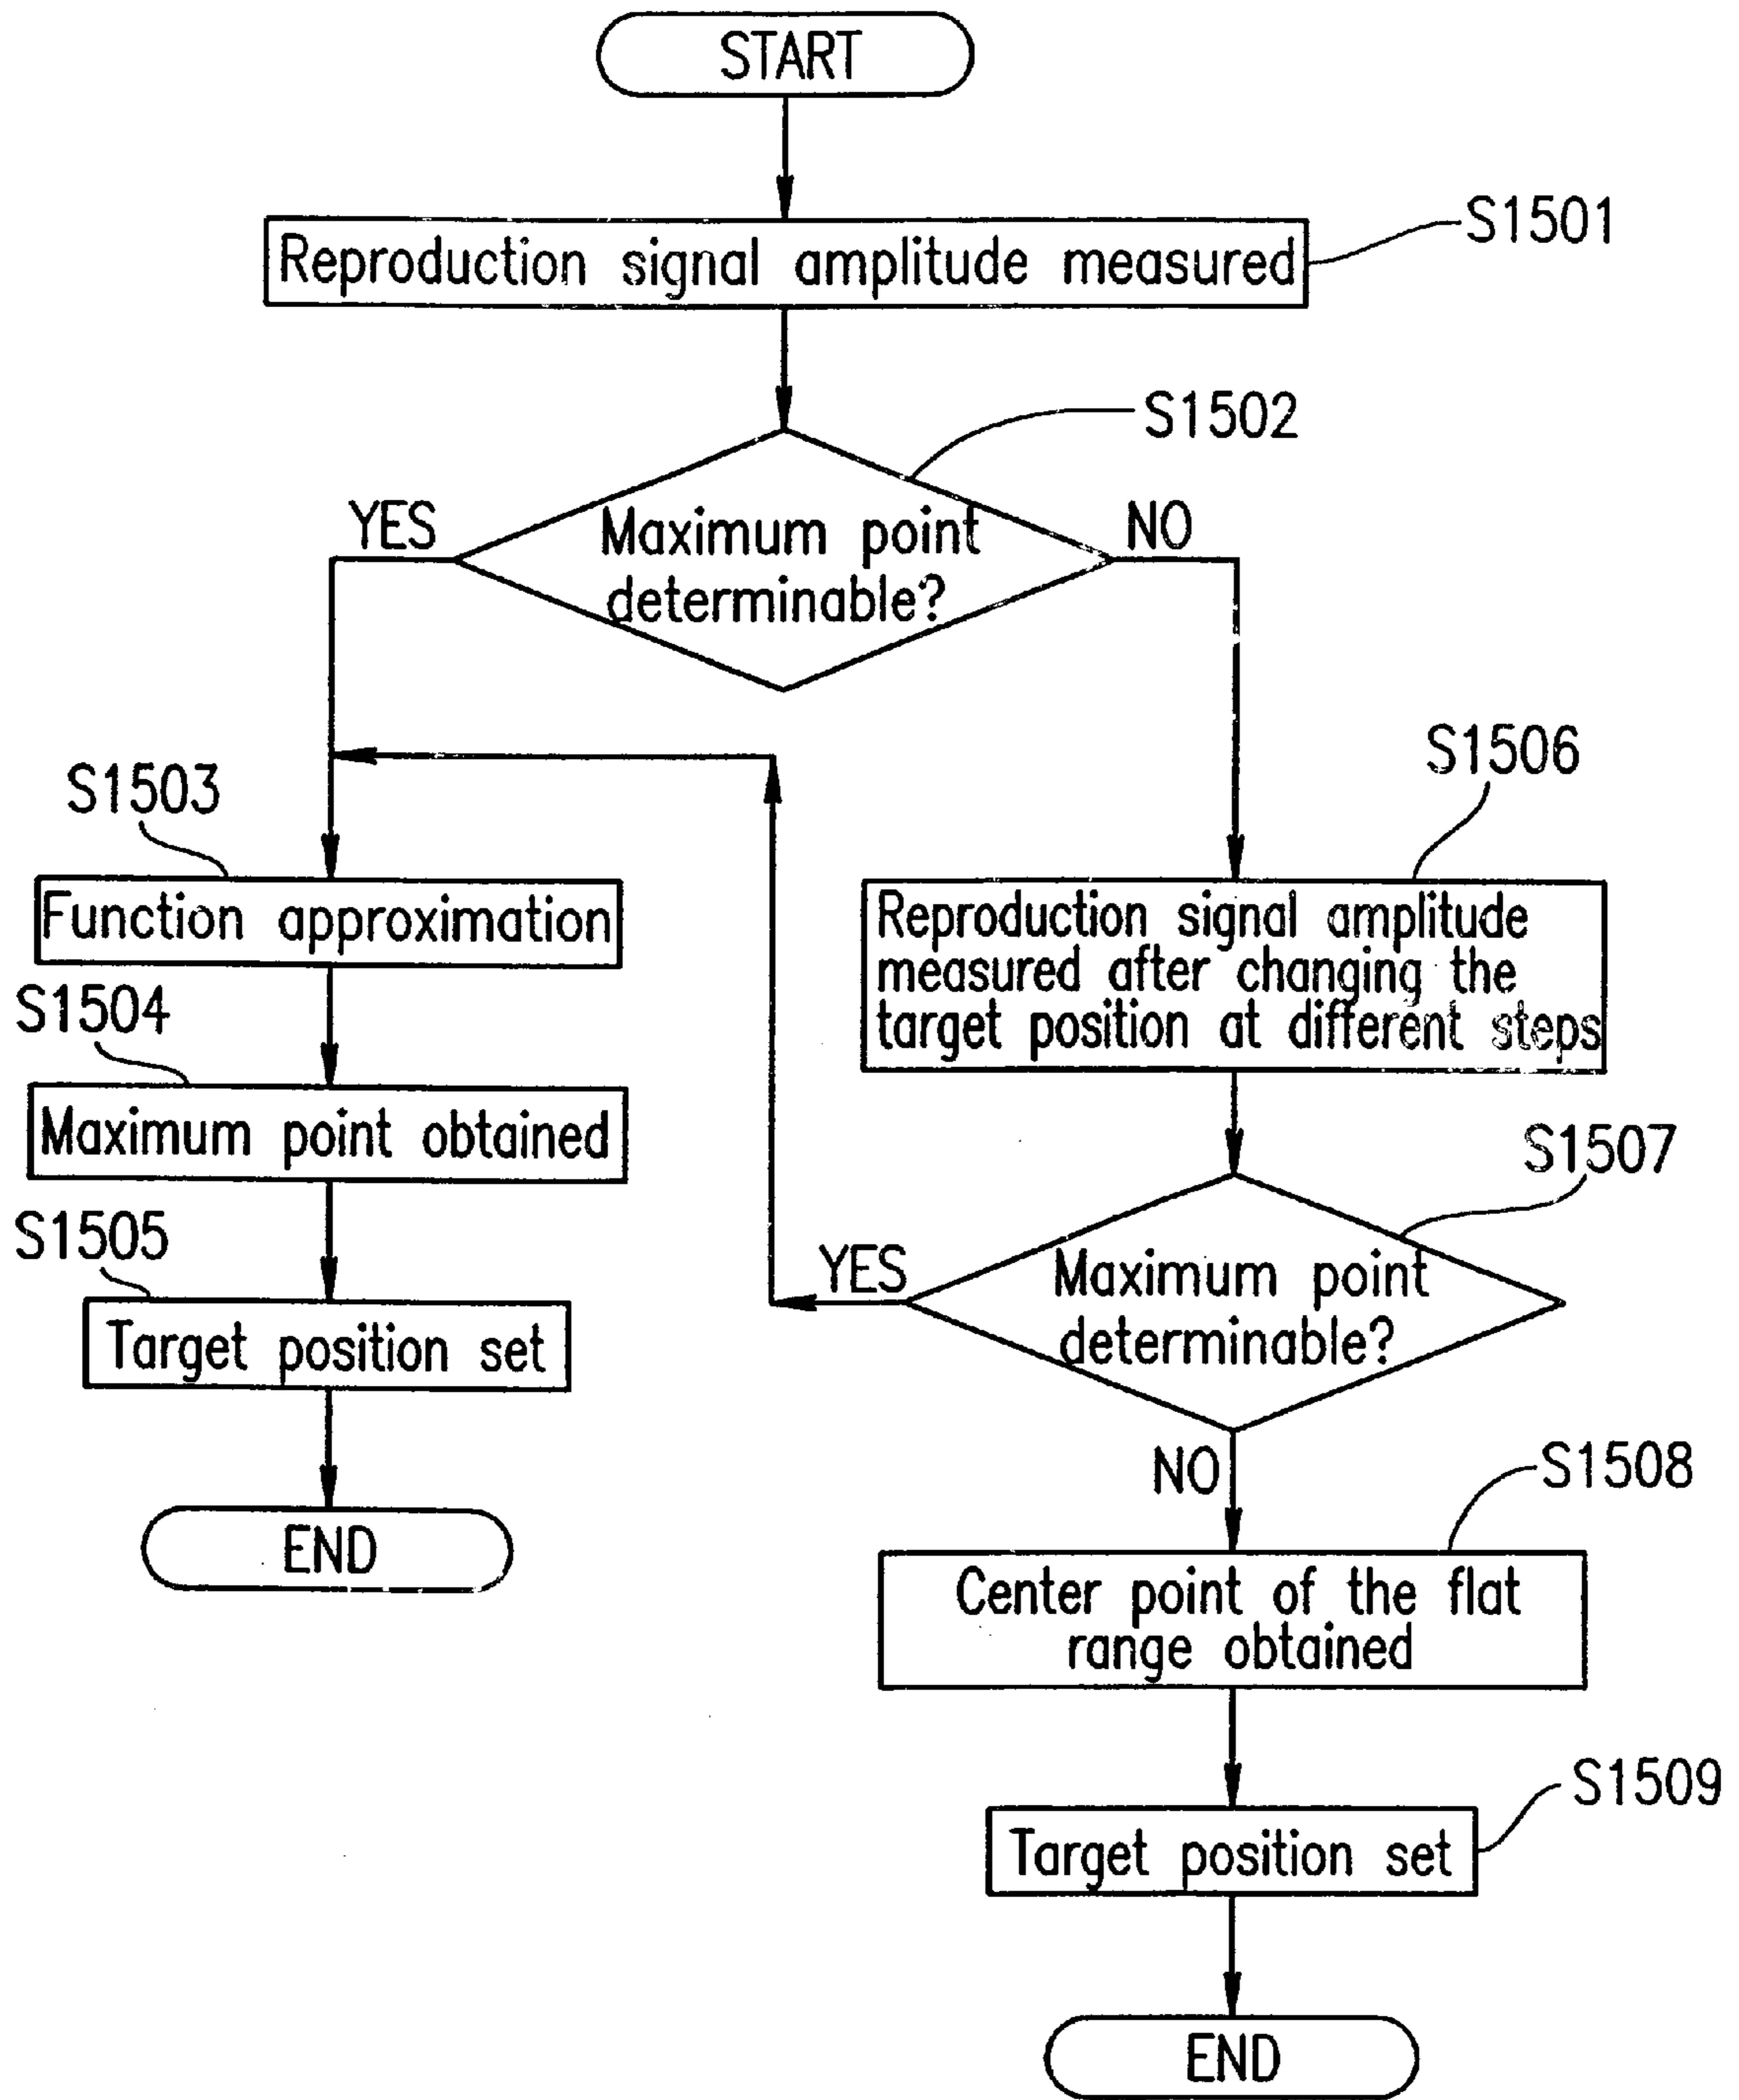 START
Reproduction signal amplitude measured
S1501
S1502
YES
Maximum point
determinable?
NO
S1503
Function approximation
S1504
Maximum point obtained
S1505
Target position set
END
S1506
Reproduction signal amplitude
measured after changing the
target position at different steps
S1507
YES
Maximum point
determinable?
NO
S1508
Center point of the flat
range obtained
S1509
Target position set
END